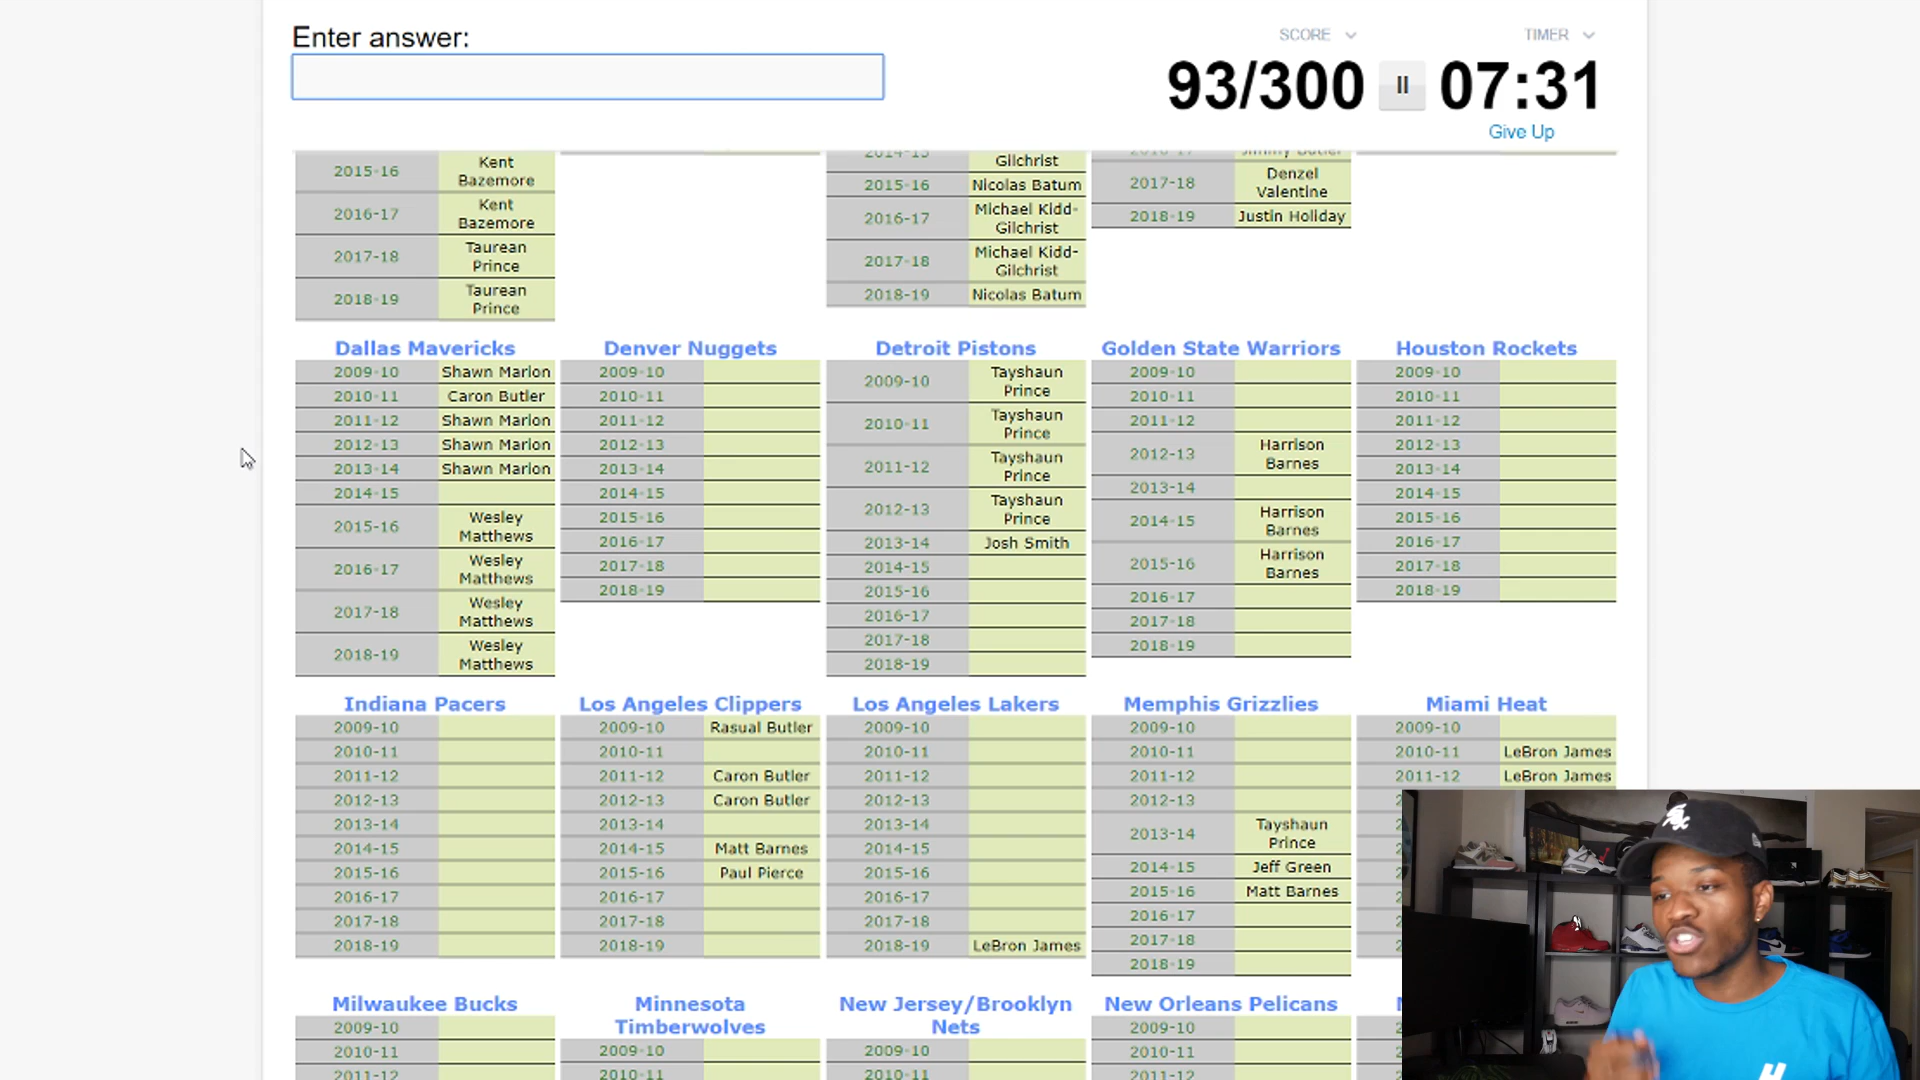 Enter answer:
SCORE
TIMER
93/300
07:31
Give Up
2015-16 Kent Bazemore
2016-17 Kent Bazemore
2017-18 Taurean Prince
2018-19 Taurean Prince
2014-15 Gilchrist
2015-16 Nicolas Batum
2016-17 Michael Kidd-Gilchrist
2017-18 Michael Kidd-Gilchrist
2018-19 Nicolas Batum
2016-17 Jimmy Butler
2017-18 Denzel Valentine
2018-19 Justin Holiday
Dallas Mavericks
2009-10 Shawn Marion
2010-11 Caron Butler
2011-12 Shawn Marion
2012-13 Shawn Marion
2013-14 Shawn Marion
2014-15
2015-16 Wesley Matthews
2016-17 Wesley Matthews
2017-18 Wesley Matthews
2018-19 Wesley Matthews
Denver Nuggets
2009-10
2010-11
2011-12
2012-13
2013-14
2014-15
2015-16
2016-17
2017-18
2018-19
Detroit Pistons
2009-10 Tayshaun Prince
2010-11 Tayshaun Prince
2011-12 Tayshaun Prince
2012-13 Tayshaun Prince
2013-14 Josh Smith
2014-15
2015-16
2016-17
2017-18
2018-19
Golden State Warriors
2009-10
2010-11
2011-12
2012-13 Harrison Barnes
2013-14
2014-15 Harrison Barnes
2015-16 Harrison Barnes
2016-17
2017-18
2018-19
Houston Rockets
2009-10
2010-11
2011-12
2012-13
2013-14
2014-15
2015-16
2016-17
2017-18
2018-19
Indiana Pacers
2009-10
2010-11
2011-12
2012-13
2013-14
2014-15
2015-16
2016-17
2017-18
2018-19
Los Angeles Clippers
2009-10 Rasual Butler
2010-11
2011-12 Caron Butler
2012-13 Caron Butler
2013-14
2014-15 Matt Barnes
2015-16 Paul Pierce
2016-17
2017-18
2018-19
Los Angeles Lakers
2009-10
2010-11
2011-12
2012-13
2013-14
2014-15
2015-16
2016-17
2017-18
2018-19 LeBron James
Memphis Grizzlies
2009-10
2010-11
2011-12
2012-13
2013-14 Tayshaun Prince
2014-15 Jeff Green
2015-16 Matt Barnes
2016-17
2017-18
2018-19
Miami Heat
2009-10
2010-11 LeBron James
2011-12 LeBron James
Milwaukee Bucks
2009-10
2010-11
2011-12
Minnesota
Timberwolves
2009-10
2010-11
New Jersey/Brooklyn
Nets
2009-10
2010-11
New Orleans Pelicans
2009-10
2010-11
2011-12